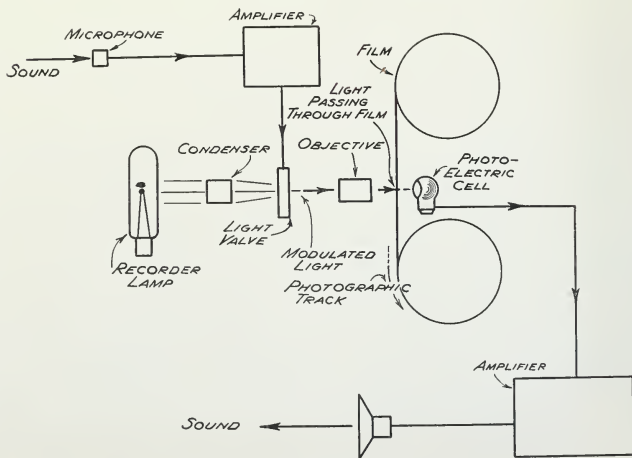 MICROPHONE
SOUND
AMPLIFIER
FILM
LIGHT
PASSING
THROUGH FILM
CONDENSER
OBJECTIVE
PHOTO-
ELECTRIC
CELL
RECORDER
LAMP
LIGHT
VALVE
MODULATED
LIGHT
PHOTOGRAPHIC
TRACK
AMPLIFIER
SOUND